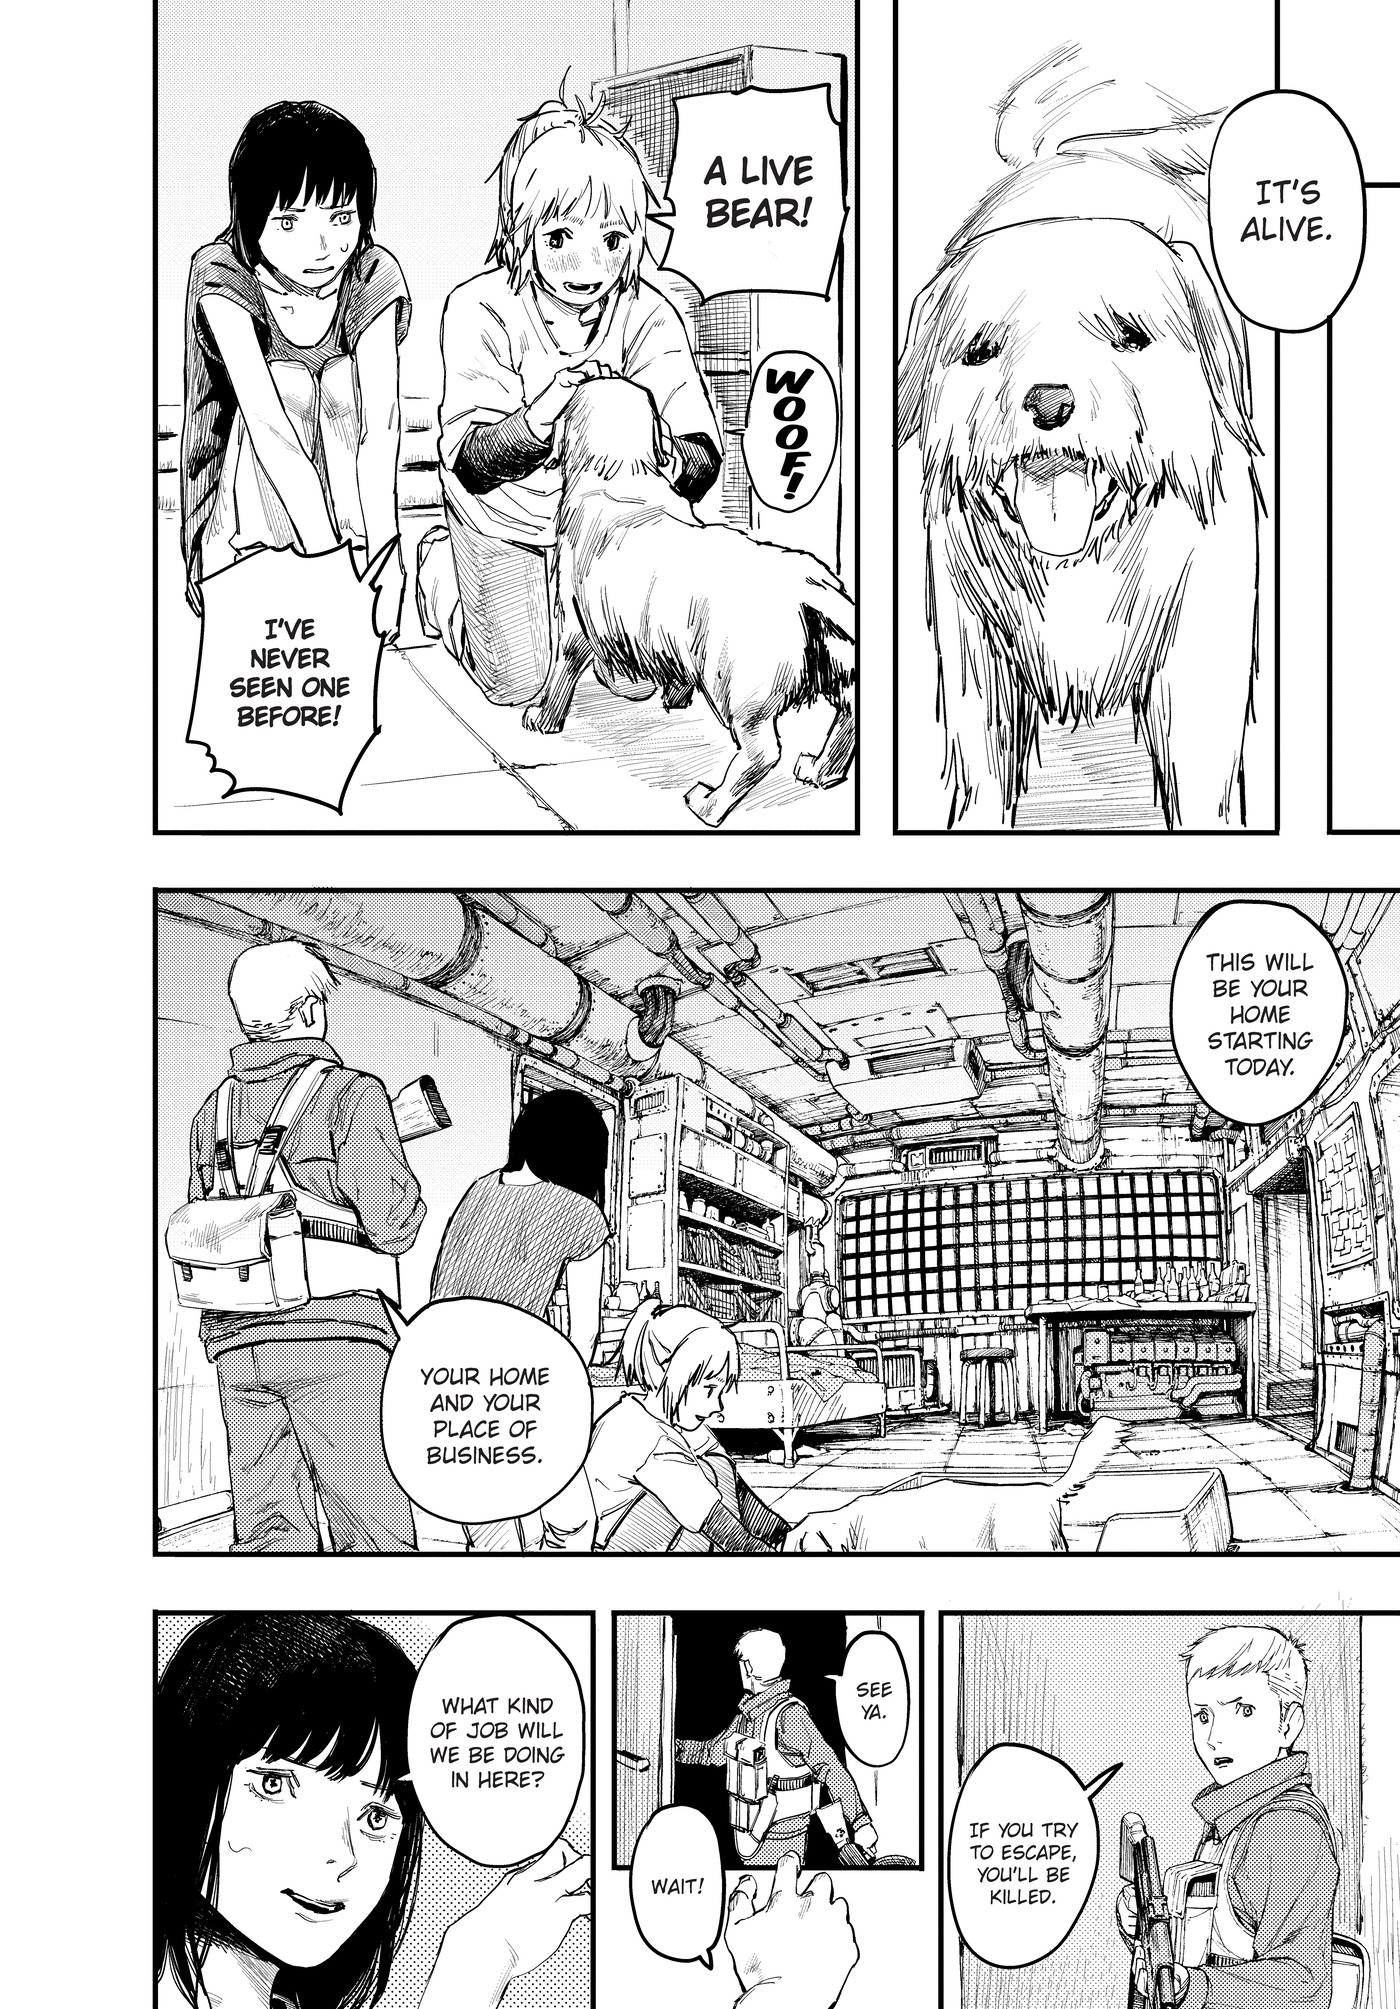 IT'S
ALIVE.
A LIVE
BEAR!
WOOF!
I'VE
NEVER
SEEN ONE
BEFORE!
THIS WILL
BE YOUR
HOME
STARTING
TODAY.
YOUR HOME
AND YOUR
PLACE OF
BUSINESS.
IF YOU TRY
TO ESCAPE,
YOU'LL BE
KILLED.
SEE
YA.
WAIT!
WHAT KIND
OF JOB WILL
WE BE DOING
IN HERE?